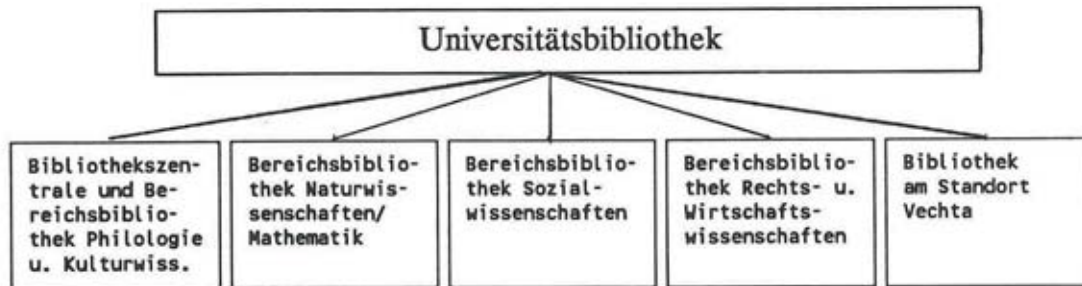 Universitätsbibliothek
Bibliothekszen-
trale und Be-
reichsbiblio-
thek Philologie
u. Kulturwiss.
Bereichsbiblio-
thek Naturwis-
senschaften/
Mathematik
Bereichsbiblio-
thek Sozial-
wissenschaften
Bereichsbiblio-
thek Rechts- u.
Wirtschafts-
wissenschaften
Bibliothek
am Standort
Vechta